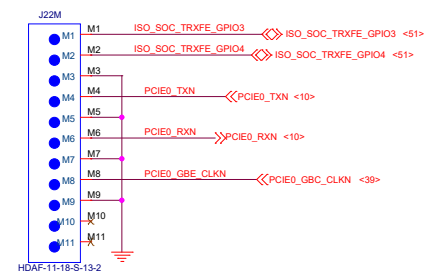 J22M
M1 M1 ISO_SOC_TRXFE_GPIO3 ISO_SOC_TRXFE_GPIO3 <51>
M2 M2 ISO_SOC_TRXFE_GPIO4 ISO_SOC_TRXFE_GPIO4 <51>
M3 M3
M4 M4 PCIE0_TXN PCIE0_TXN <10>
M5 M5
M6 M6 PCIE0_RXN PCIE0_RXN <10>
M7 M7
M8 M8 PCIE0_GBE_CLKN PCIE0_GBC_CLKN <39>
M9 M9
M10 M10
M11 M11
HDAF-11-18-S-13-2